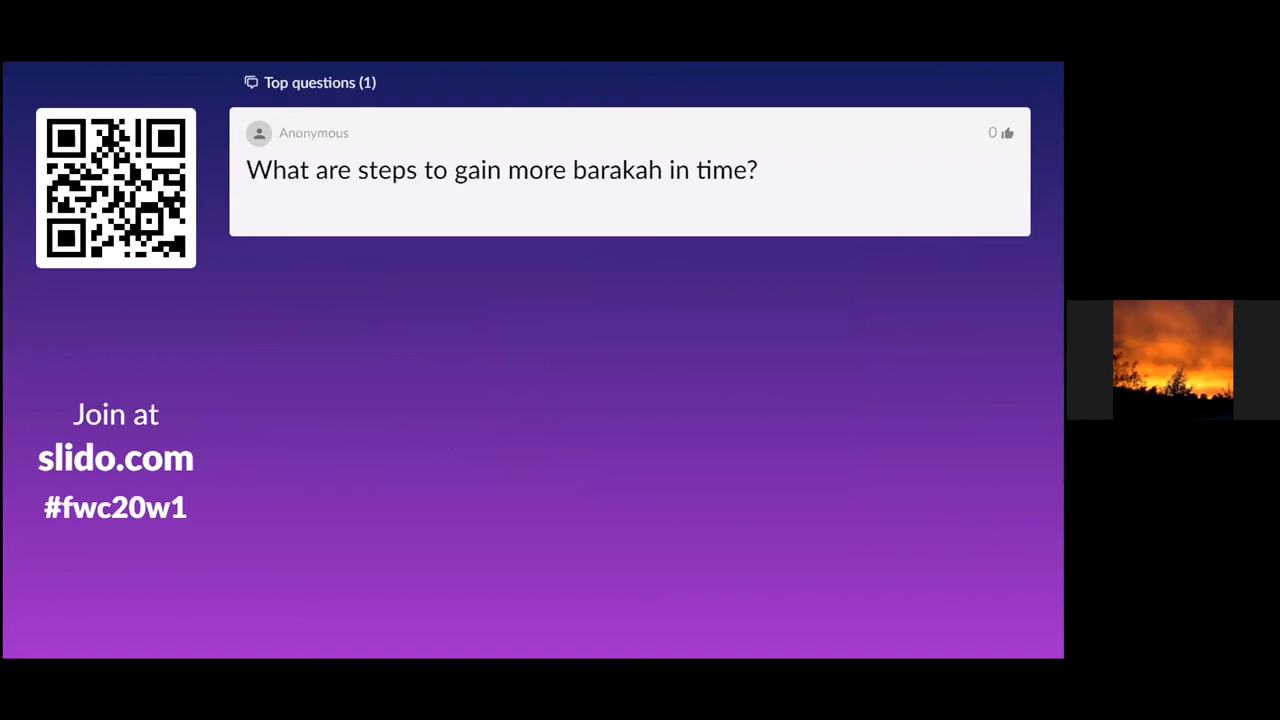 Top questions (1)
Anonymous
0
What are steps to gain more barakah in time?
Join at
slido.com
#fwc20w1